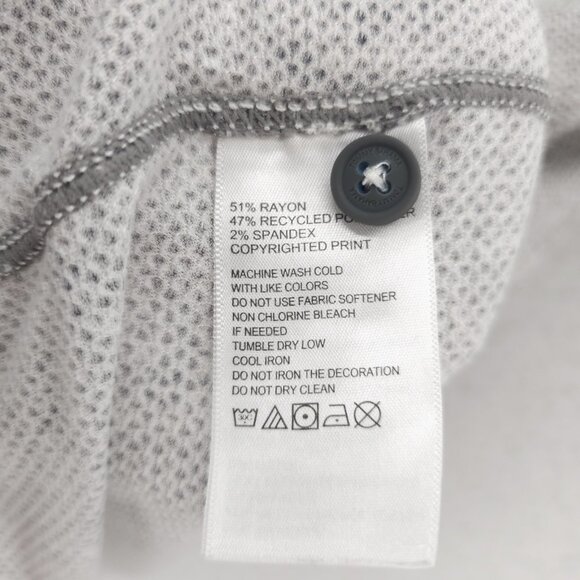 51% RAYON
47% RECYCLED
2% SPANDEX
COPYRIGHTED PRINT
MACHINE WASH COLD
WITH LIKE COLORS
DO NOT USE FABRIC SOFTENER
NON CHLORINE BLEACH
IF NEEDED
TUMBLE DRY LOW
COOL IRON
DO NOT IRON THE DECORATION
DO NOT DRY CLEAN